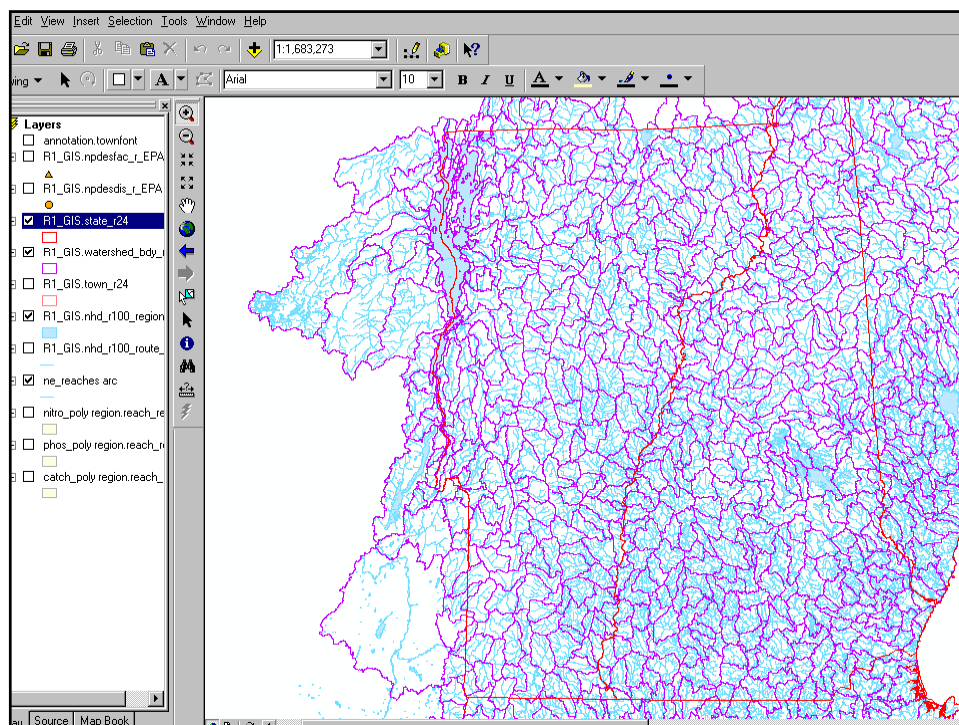 Edit View Insert Selection Tools Window Help
1:1,683,273
wing A Arial 10 B I U A
Layers
annotation.townfont
R1_GIS.npdesfac_r_EPA
R1_GIS.npdesdis_r_EPA
R1_GIS.state_r24
R1_GIS.watershed_bdy_r
R1_GIS.town_r24
R1_GIS.nhd_r100_region
R1_GIS.nhd_r100_route_
ne_reaches arc
nitro_poly region.reach_re
phos_poly region.reach_r
catch_poly region.reach_
Source Map Book